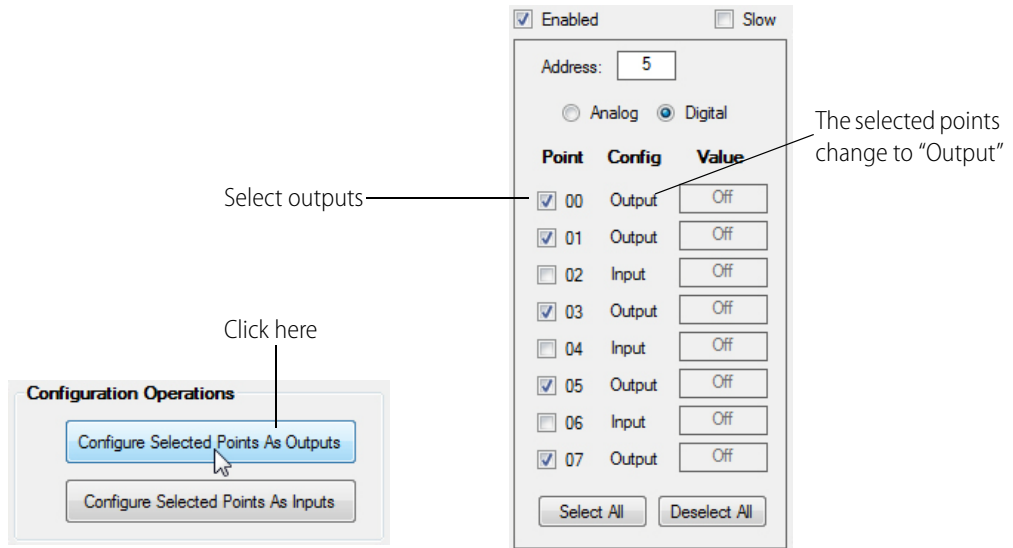 Enabled Slow
Address: 5
Analog Digital
Point Config Value
00 Output Off
01 Output Off
02 Input Off
03 Output Off
04 Input Off
05 Output Off
06 Input Off
07 Output Off
Select All Deselect All
The selected points
change to “Output”
Select outputs
Click here
Configuration Operations
Configure Selected Points As Outputs
Configure Selected Points As Inputs